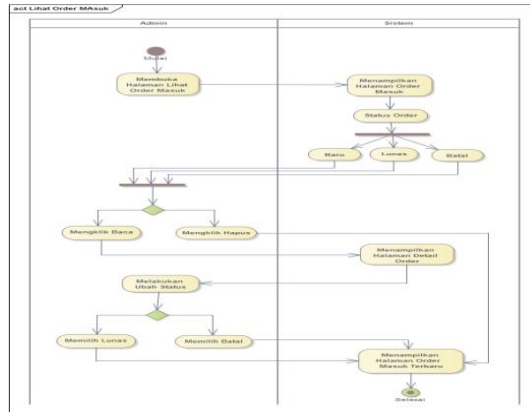 act Lihat Order MAsuk
Admin
Sistem
Mulai
Membuka
Halaman Lihat
Order Masuk
Menampilkan
Halaman Order
Masuk
Status Order
Baru
Lunas
Batal
Mengklik Baca
Mengklik Hapus
Menampilkan
Halaman Detail
Order
Melakukan
Ubah Status
Memilih Lunas
Memilih Batal
Menampilkan
Halaman Order
Masuk Terbaru
Selesai